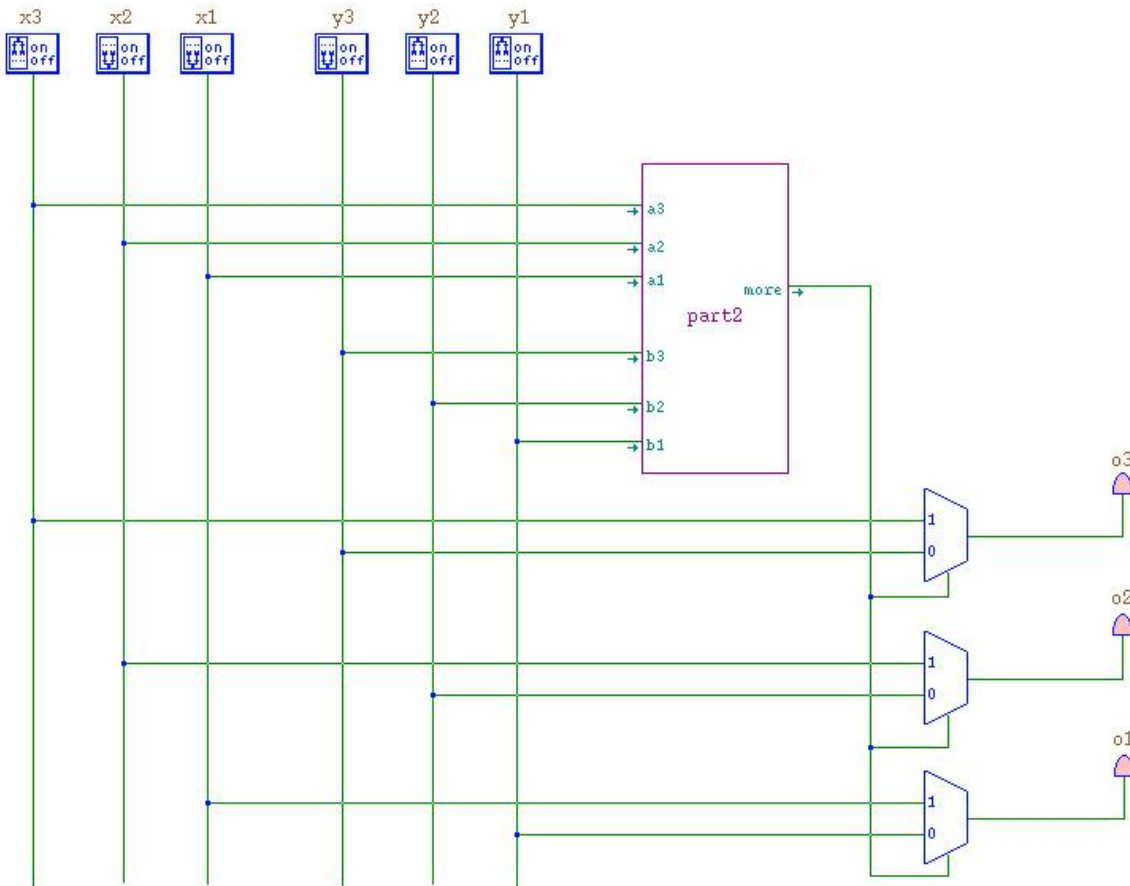 x3 x2 x1 y3 y2 y1
on on on on on on
off off off off off off
a3
a2
a1
more
part2
b3
b2
b1
o3
1
0
o2
1
0
o1
1
0